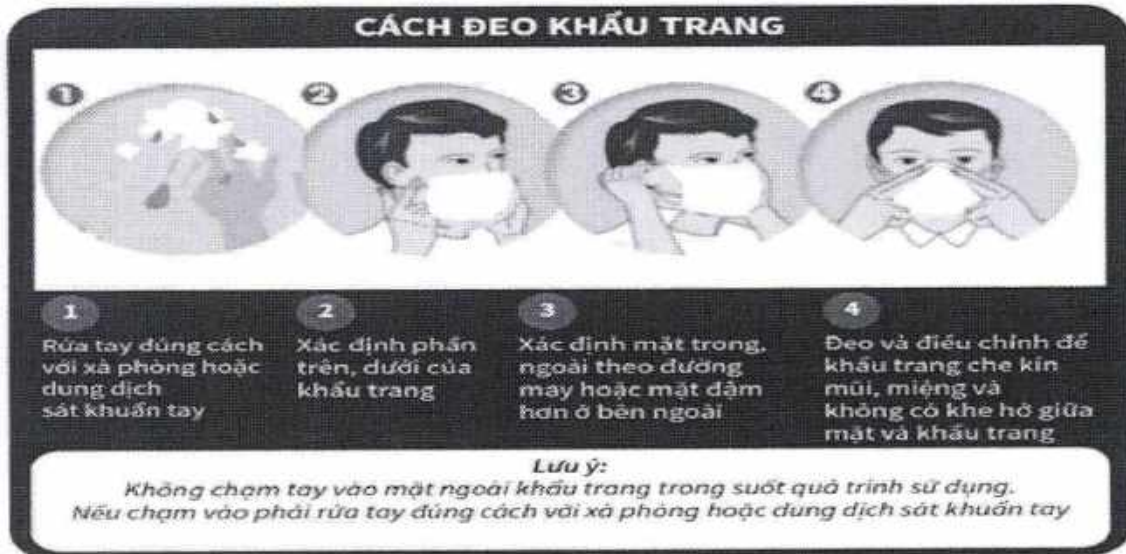 CÁCH ĐEO KHẨU TRANG
1
2
3
4
1
Rửa tay đúng cách
với xà phòng hoặc
dung dịch
sát khuẩn tay
2
Xác định phần
trên, dưới của
khẩu trang
3
Xác định mặt trong,
ngoài theo đường
may hoặc mặt đậm
hơn ở bên ngoài
4
Đeo và điều chỉnh để
khẩu trang che kín
mũi, miệng và
không có khe hở giữa
mặt và khẩu trang
Lưu ý:
Không chạm tay vào mặt ngoài khẩu trang trong suốt quá trình sử dụng.
Nếu chạm vào phải rửa tay đúng cách với xà phòng hoặc dung dịch sát khuẩn tay